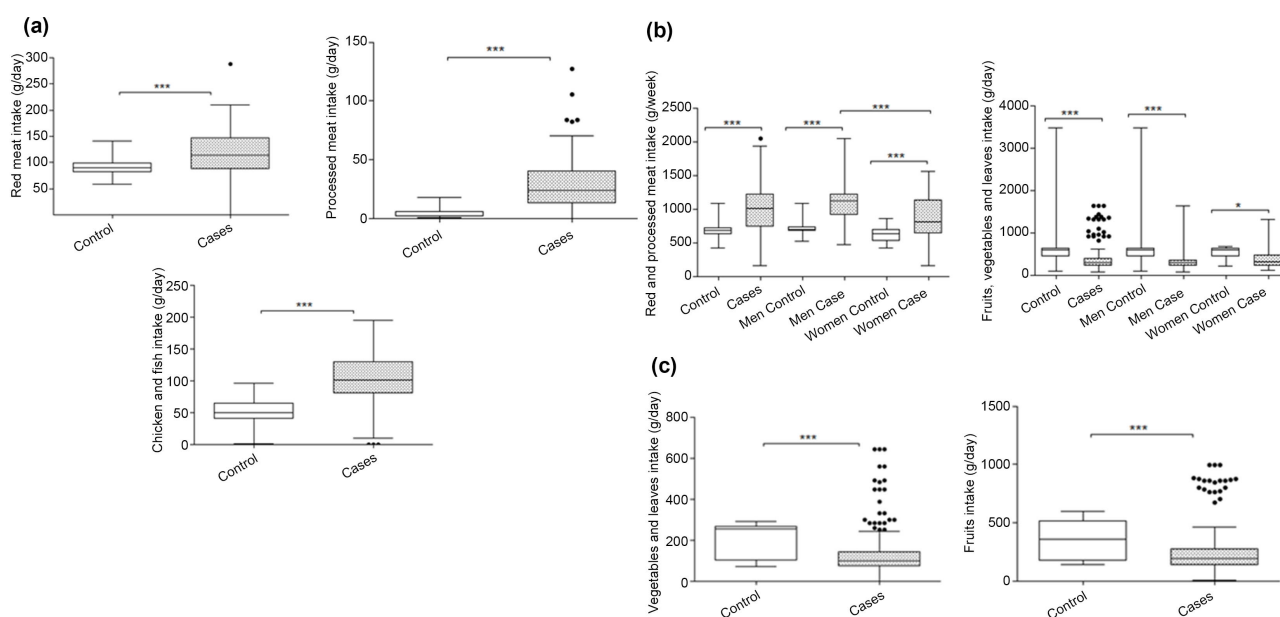 (a)
Red meat intake (g/day)
300
250
200
150
100
50
***
Control
Cases
Processed meat intake (g/day)
150
100
50
0
***
Control
Cases
Chicken and fish intake (g/day)
250
200
150
100
50
0
***
Control
Cases
(b)
Red and processed meat intake (g/week)
2500
2000
1500
1000
500
0
***
***
***
***
Control
Cases
Men Control
Men Case
Women Control
Women Case
Fruits, vegetables and leaves intake (g/day)
4000
3000
2000
1000
0
***
***
*
Control
Cases
Men Control
Men Case
Women Control
Women Case
(c)
Vegetables and leaves intake (g/day)
800
600
400
200
0
***
Control
Cases
Fruits intake (g/day)
1500
1000
500
0
***
Control
Cases